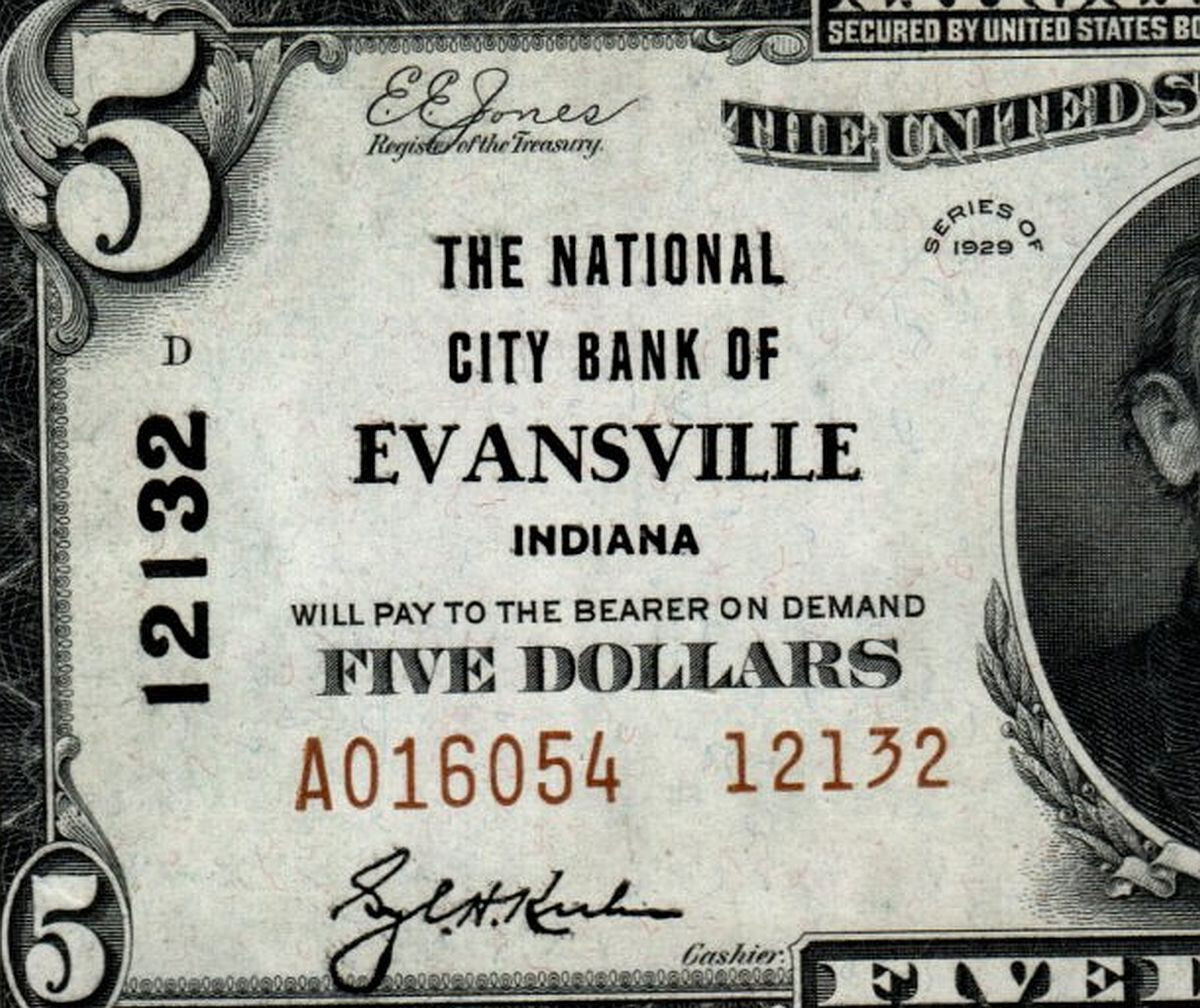 5
SECURED BY UNITED STATES
E.E. Jones
Register of the Treasury.
THE UNITED S
SERIES OF
1929
THE NATIONAL
CITY BANK OF
D
EVANSVILLE
INDIANA
12132
WILL PAY TO THE BEARER ON DEMAND
FIVE DOLLARS
A016054 12132
Cashier.
5
FIVE